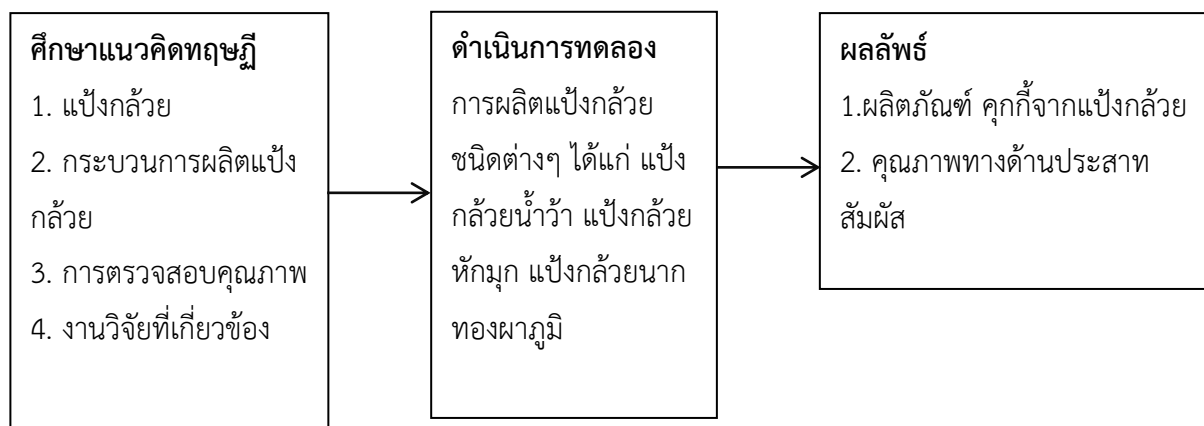 ศึกษาแนวคิดทฤษฏี
1. แป้งกล้วย
2. กระบวนการผลิตแป้ง
กล้วย
3. การตรวจสอบคุณภาพ
4. งานวิจัยที่เกี่ยวข้อง
ดำเนินการทดลอง
การผลิตแป้งกล้วย
ชนิดต่างๆ ได้แก่ แป้ง
กล้วยน้ำว้า แป้งกล้วย
หักมุก แป้งกล้วยนาก
ทองผาภูมิ
ผลลัพธ์
1.ผลิตภัณฑ์ คุกกี้จากแป้งกล้วย
2. คุณภาพทางด้านประสาท
สัมผัส